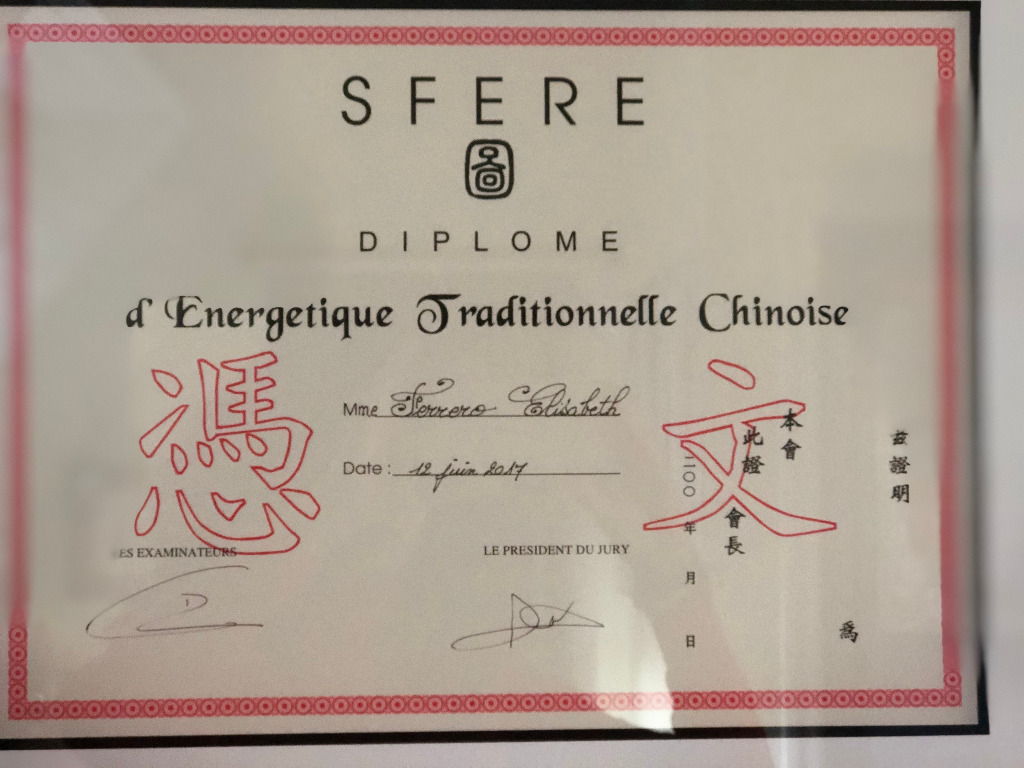 SFERE
DIPLOME
d'Energetique Traditionnelle Chinoise
憑
文
Mme Ferrero Elisabeth
Date : 12 juin 2017
ES EXAMINATEURS
LE PRESIDENT DU JURY
茲證明
為
本會
此證
會長
年 月 日